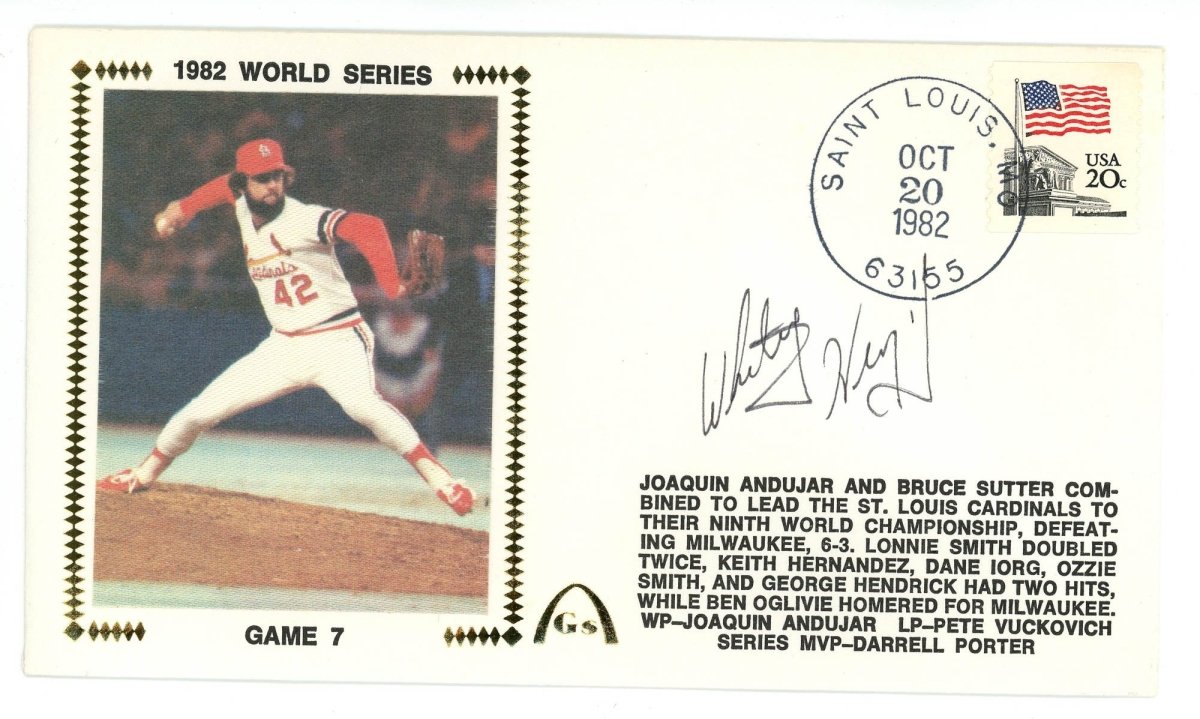 1982 WORLD SERIES
Cardinals
42
GAME 7
SAINT LOUIS, MO
OCT
20
1982
63155
USA
20c
Whitey Herzog
Gs
JOAQUIN ANDUJAR AND BRUCE SUTTER COM-
BINED TO LEAD THE ST. LOUIS CARDINALS TO
THEIR NINTH WORLD CHAMPIONSHIP, DEFEAT-
ING MILWAUKEE, 6-3. LONNIE SMITH DOUBLED
TWICE, KEITH HERNANDEZ, DANE IORG, OZZIE
SMITH, AND GEORGE HENDRICK HAD TWO HITS,
WHILE BEN OGLIVIE HOMERED FOR MILWAUKEE.
WP–JOAQUIN ANDUJAR LP–PETE VUCKOVICH
SERIES MVP–DARRELL PORTER